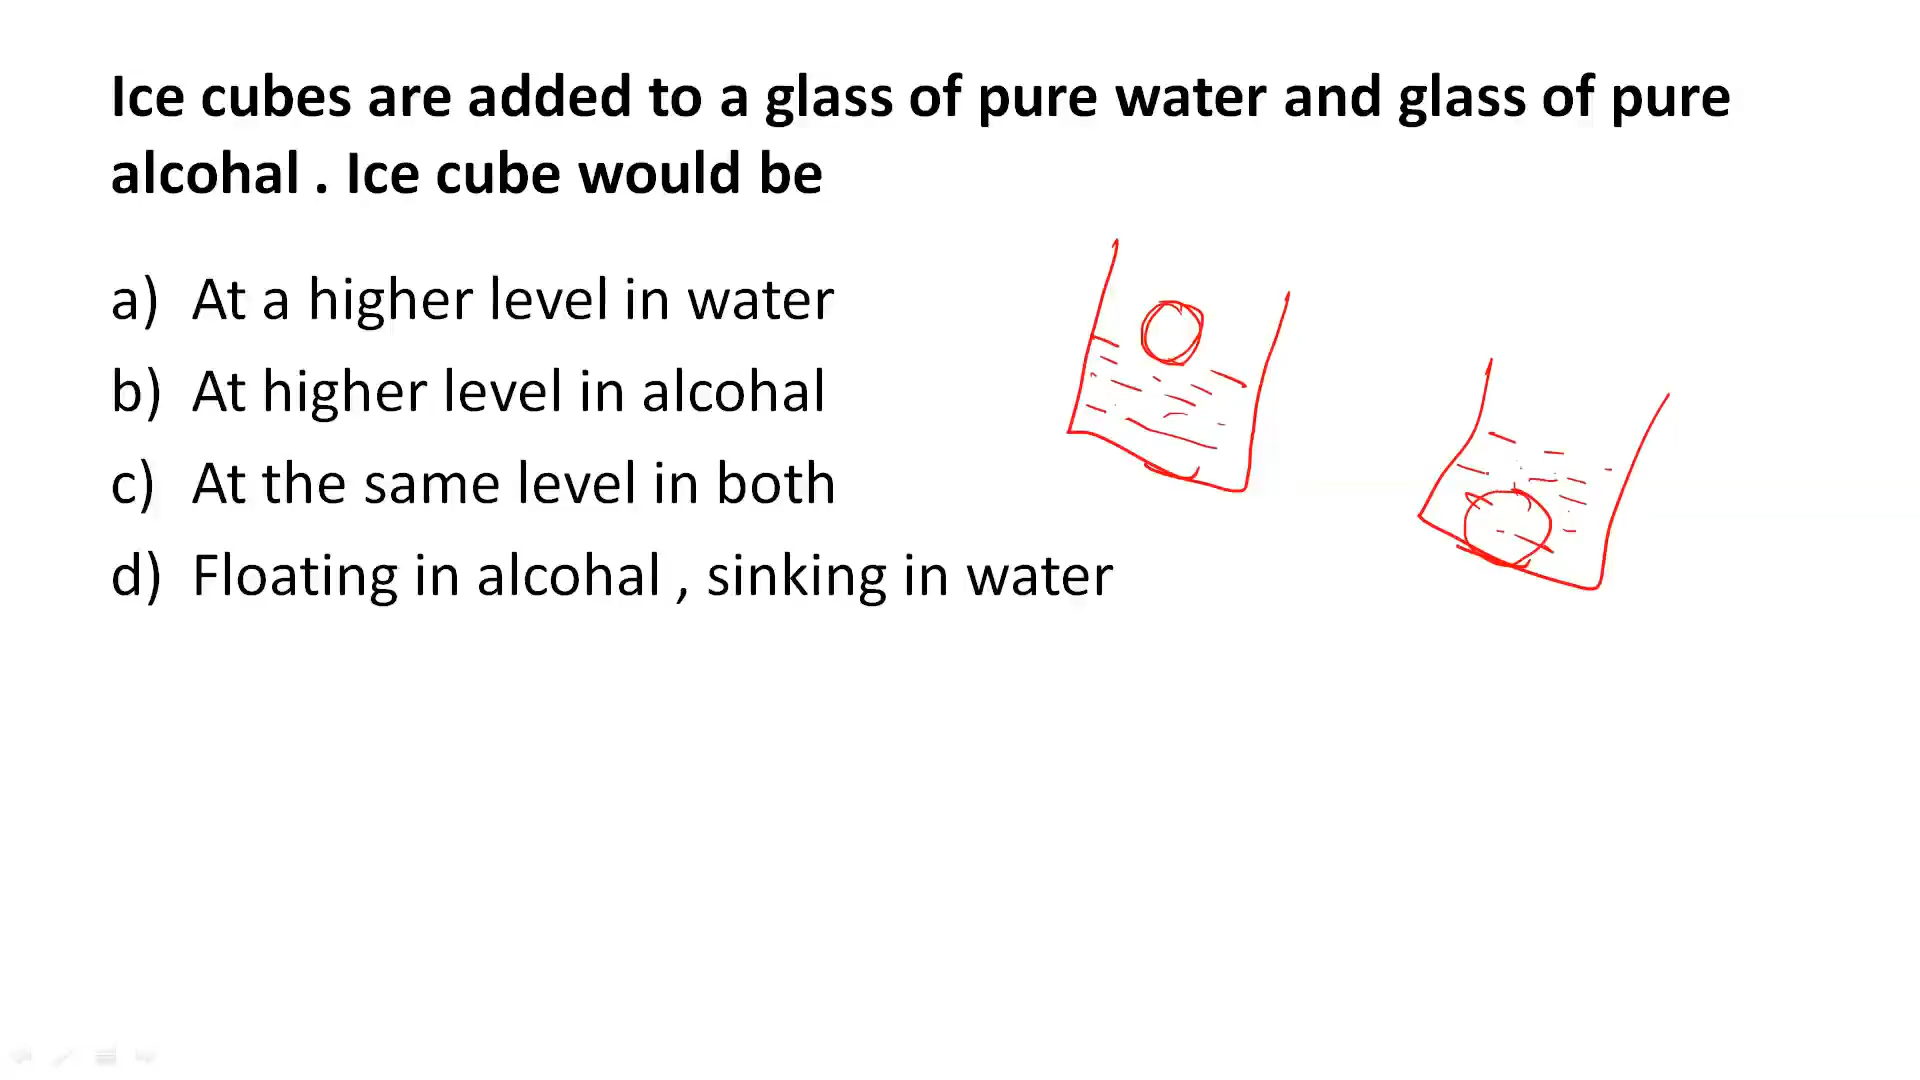 Ice cubes are added to a glass of pure water and glass of pure
alcohal . Ice cube would be
a) At a higher level in water
b) At higher level in alcohal
c) At the same level in both
d) Floating in alcohal , sinking in water